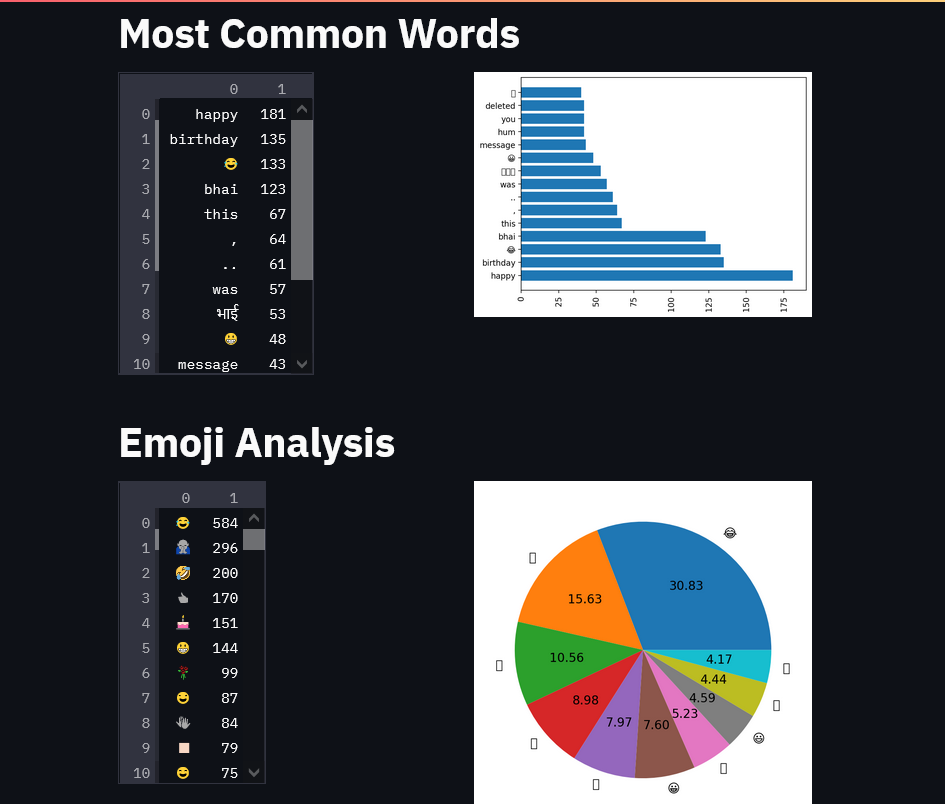 Most Common Words
0 1
0 happy 181
1 birthday 135
2 😂 133
3 bhai 123
4 this 67
5 , 64
6 .. 61
7 was 57
8 भाई 53
9 😀 48
10 message 43
deleted
you
hum
message
😀
was
..
.
this
bhai
😂
birthday
happy
0 25 50 75 100 125 150 175
Emoji Analysis
0 1
0 😂 584
1 296
2 🤣 200
3 170
4 🎂 151
5 😀 144
6 🌹 99
7 87
8 👋 84
9 🏻 79
10 75
😂
30.83
15.63
10.56
8.98
7.97
7.60
5.23
4.59
4.44
4.17